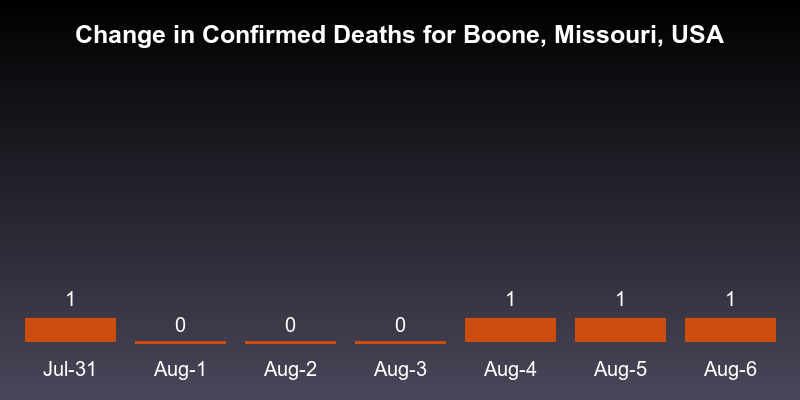 Change in Confirmed Deaths for Boone, Missouri, USA
1 0 0 0 1 1 1
Jul-31 Aug-1 Aug-2 Aug-3 Aug-4 Aug-5 Aug-6